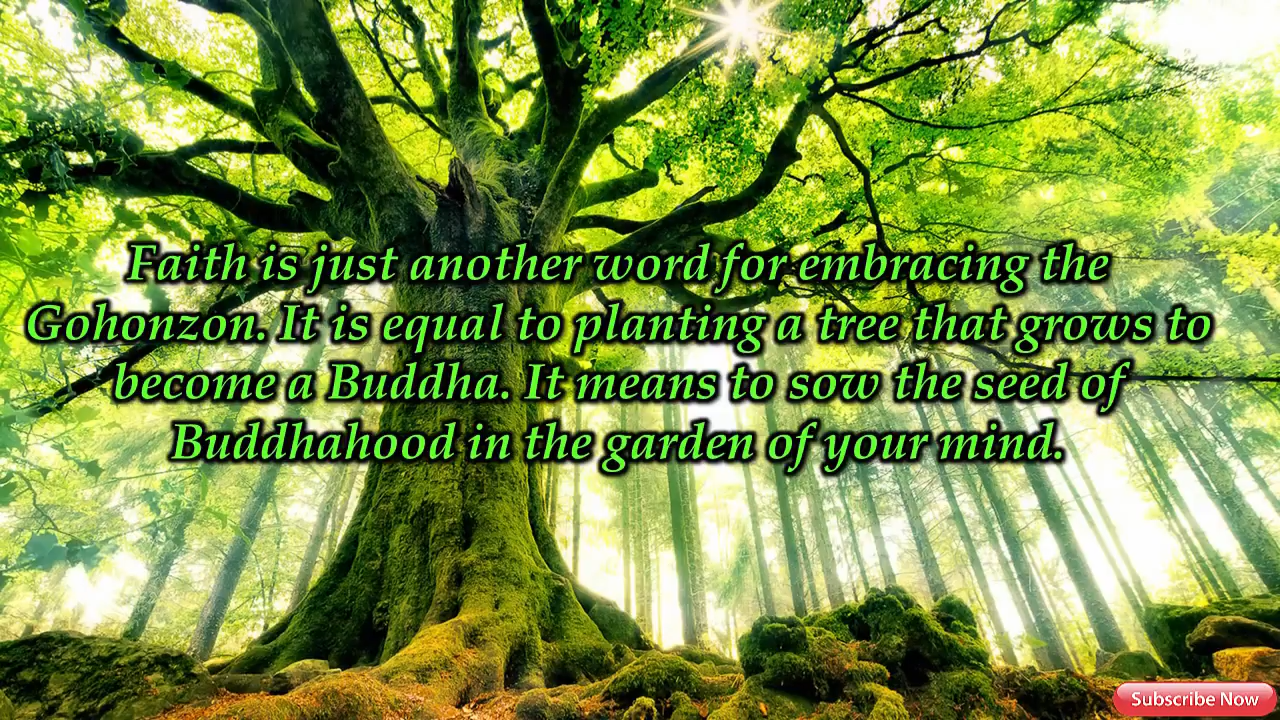 Faith is just another word for embracing the
Gohonzon. It is equal to planting a tree that grows to
become a Buddha. It means to sow the seed of
Buddhahood in the garden of your mind.
Subscribe Now